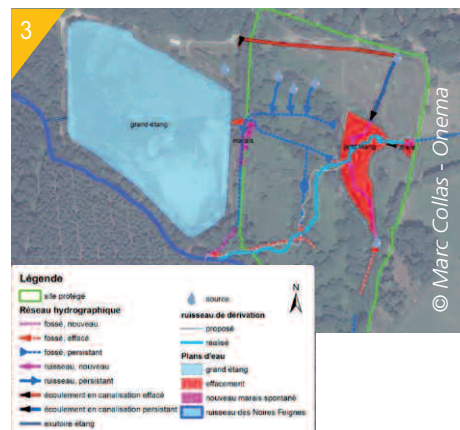 3
grand étang
marais
petit étang
© Marc Collas - Onema
Légende
site protégé
Réseau hydrographique
fossé, nouveau
fossé, effacé
fossé, persistant
ruisseau, nouveau
ruisseau, persistant
écoulement en canalisation effacé
écoulement en canalisation persistant
exutoire étang
source
N
ruisseau de dérivation
proposé
réalisé
Plans d'eau
grand étang
effacement
nouveau marais spontané
ruisseau des Noires Feignes